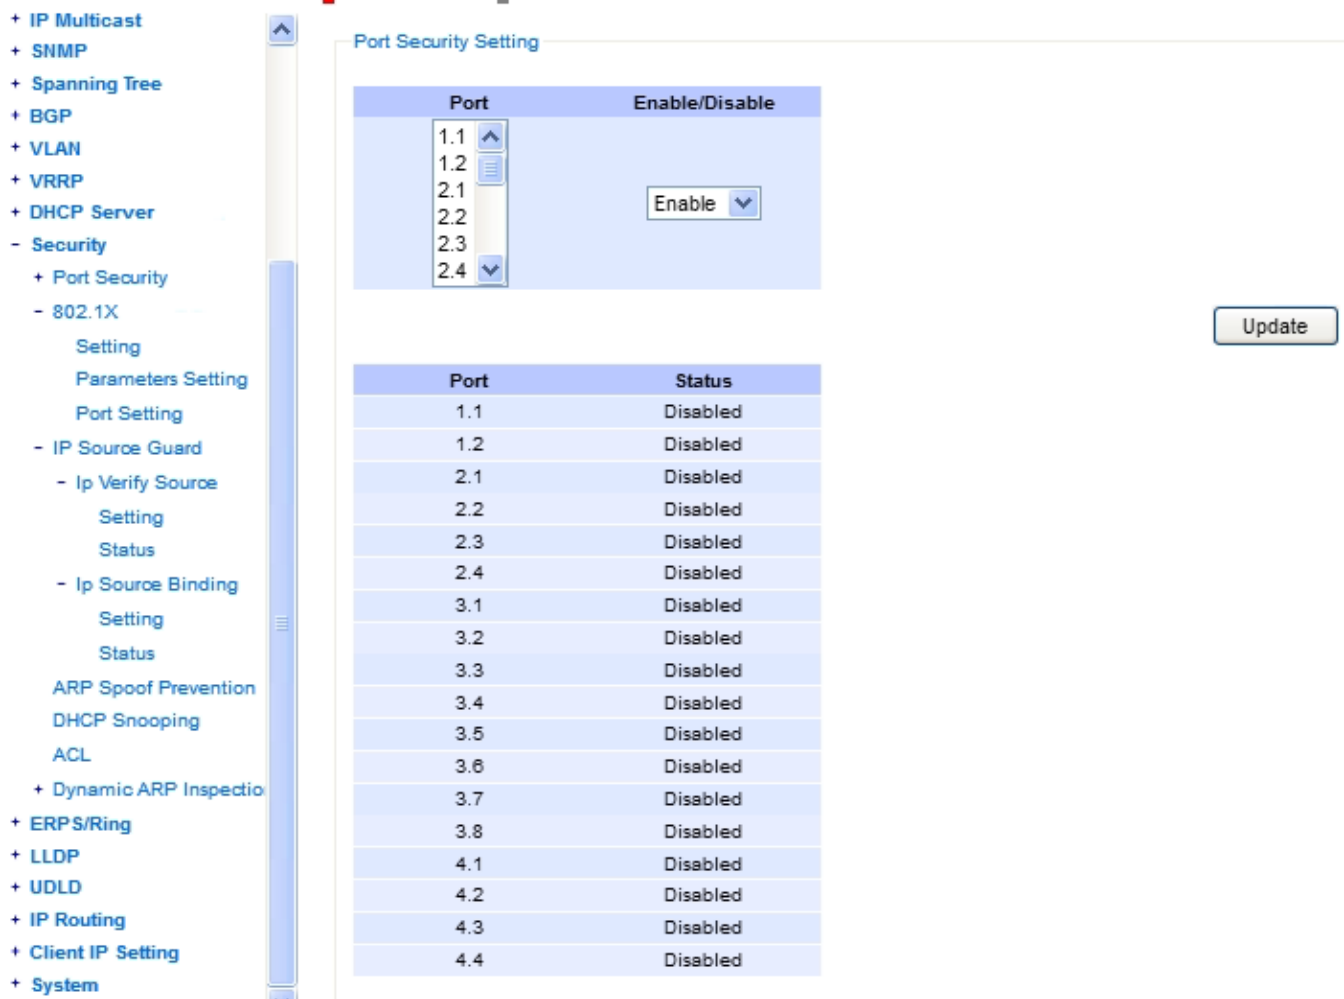 + IP Multicast
+ SNMP
+ Spanning Tree
+ BGP
+ VLAN
+ VRRP
+ DHCP Server
- Security
+ Port Security
- 802.1X
Setting
Parameters Setting
Port Setting
- IP Source Guard
- Ip Verify Source
Setting
Status
- Ip Source Binding
Setting
Status
ARP Spoof Prevention
DHCP Snooping
ACL
+ Dynamic ARP Inspectio
+ ERPS/Ring
+ LLDP
+ UDLD
+ IP Routing
+ Client IP Setting
+ System
Port Security Setting
Port Enable/Disable
1.1
1.2
2.1
2.2
2.3
2.4
Enable
Update
Port Status
1.1 Disabled
1.2 Disabled
2.1 Disabled
2.2 Disabled
2.3 Disabled
2.4 Disabled
3.1 Disabled
3.2 Disabled
3.3 Disabled
3.4 Disabled
3.5 Disabled
3.6 Disabled
3.7 Disabled
3.8 Disabled
4.1 Disabled
4.2 Disabled
4.3 Disabled
4.4 Disabled